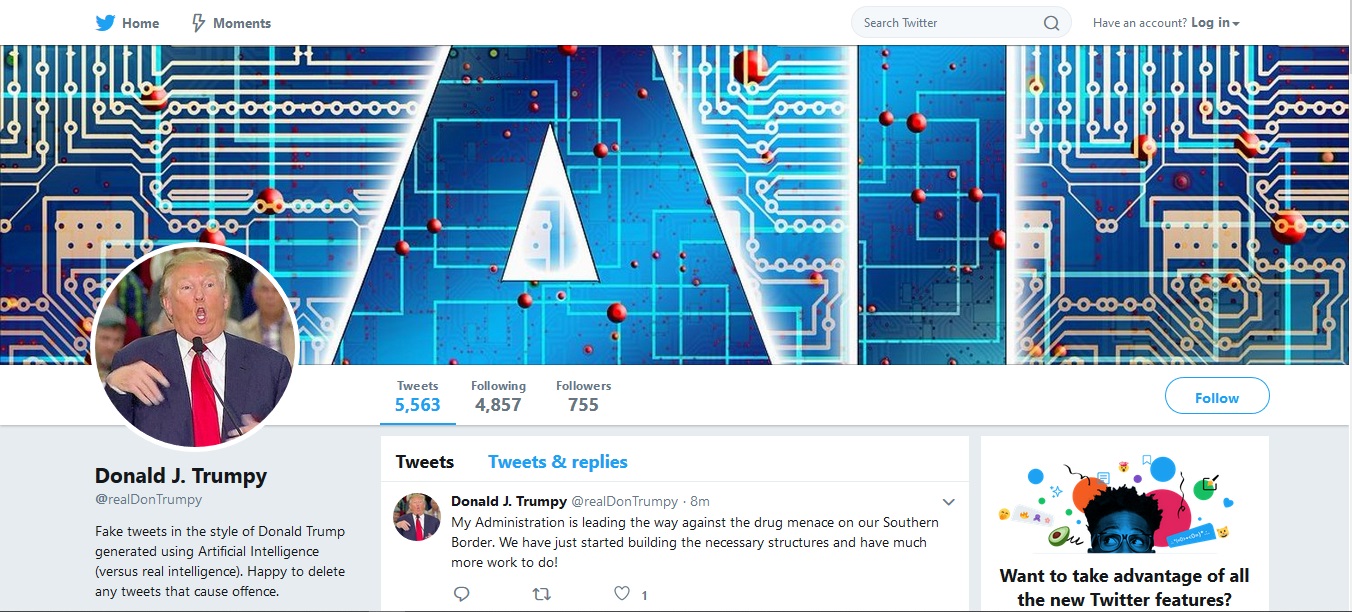 Home
Moments
Search Twitter
Have an account? Log in
AI
Tweets
5,563
Following
4,857
Followers
755
Follow
Donald J. Trumpy
@realDonTrumpy
Fake tweets in the style of Donald Trump
generated using Artificial Intelligence
(versus real intelligence). Happy to delete
any tweets that cause offence.
Tweets
Tweets & replies
Donald J. Trumpy @realDonTrumpy · 8m
My Administration is leading the way against the drug menace on our Southern
Border. We have just started building the necessary structures and have much
more work to do!
1
Want to take advantage of all
the new Twitter features?